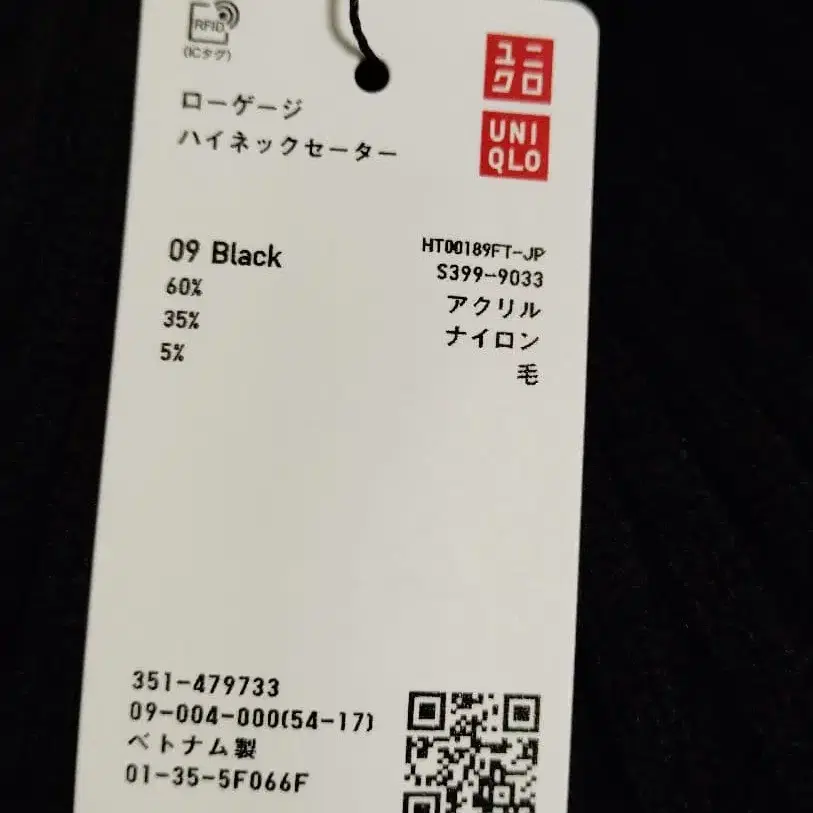 RFID
(ICタグ)
ユニ
クロ
UNI
QLO
ローゲージ
ハイネックセーター
09 Black
HT00189FT-JP
S399-9033
60% アクリル
35% ナイロン
5% 毛
351-479733
09-004-000(54-17)
ベトナム製
01-35-5F066F